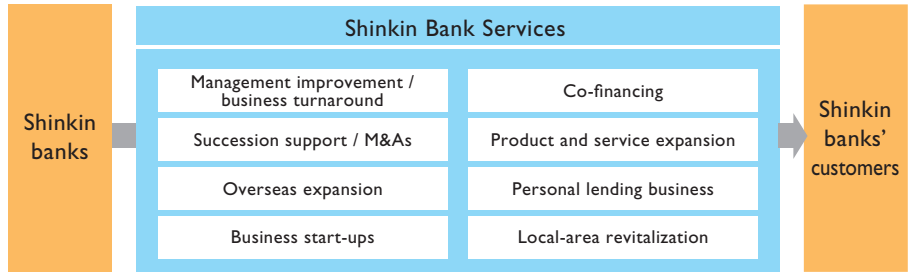 Shinkin Bank Services
Shinkin
banks
Management improvement /
business turnaround
Co-financing
Succession support / M&As
Product and service expansion
Overseas expansion
Personal lending business
Business start-ups
Local-area revitalization
Shinkin
banks’
customers